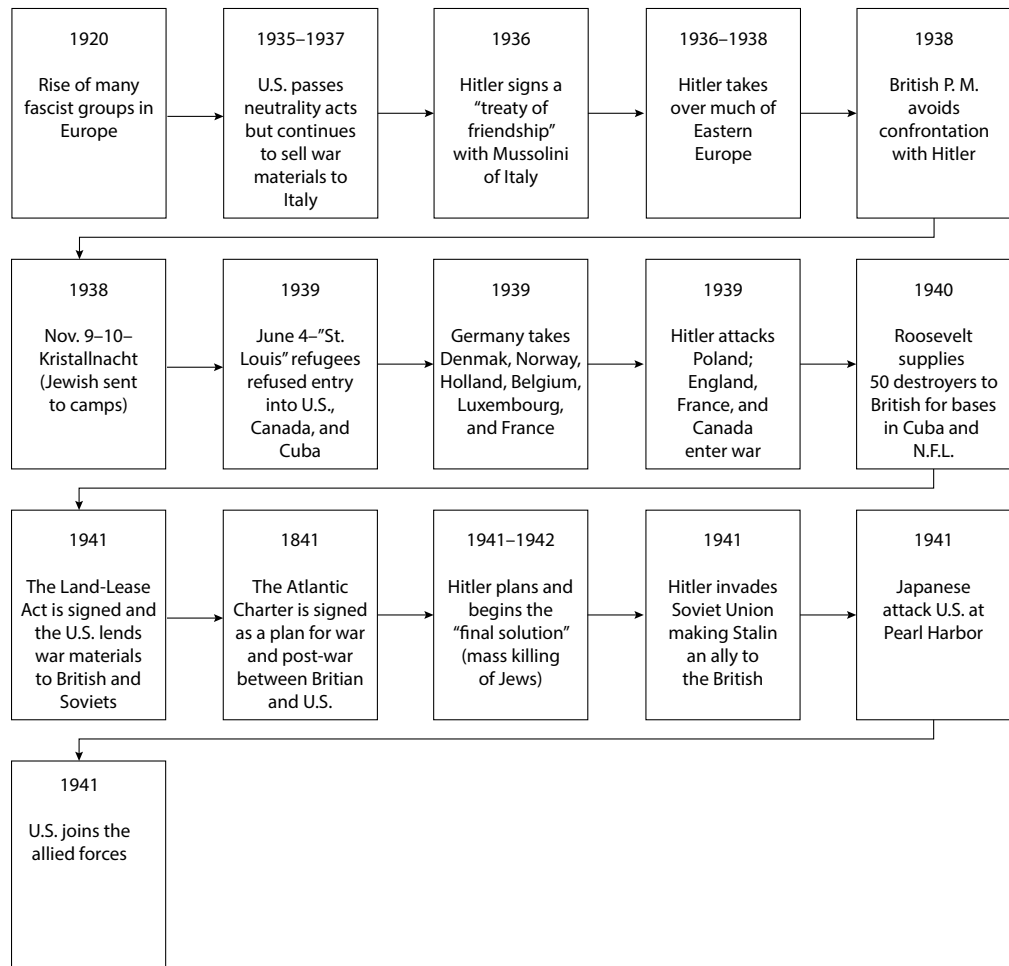 1920
Rise of many
fascist groups in
Europe
1935–1937
U.S. passes
neutrality acts
but continues
to sell war
materials to
Italy
1936
Hitler signs a
“treaty of
friendship”
with Mussolini
of Italy
1936–1938
Hitler takes
over much of
Eastern
Europe
1938
British P. M.
avoids
confrontation
with Hitler
1938
Nov. 9–10–
Kristallnacht
(Jewish sent
to camps)
1939
June 4–”St.
Louis” refugees
refused entry
into U.S.,
Canada, and
Cuba
1939
Germany takes
Denmak, Norway,
Holland, Belgium,
Luxembourg,
and France
1939
Hitler attacks
Poland;
England,
France, and
Canada
enter war
1940
Roosevelt
supplies
50 destroyers to
British for bases
in Cuba and
N.F.L.
1941
The Land-Lease
Act is signed and
the U.S. lends
war materials
to British and
Soviets
1841
The Atlantic
Charter is signed
as a plan for war
and post-war
between Britian
and U.S.
1941–1942
Hitler plans and
begins the
“final solution”
(mass killing
of Jews)
1941
Hitler invades
Soviet Union
making Stalin
an ally to
the British
1941
Japanese
attack U.S. at
Pearl Harbor
1941
U.S. joins the
allied forces